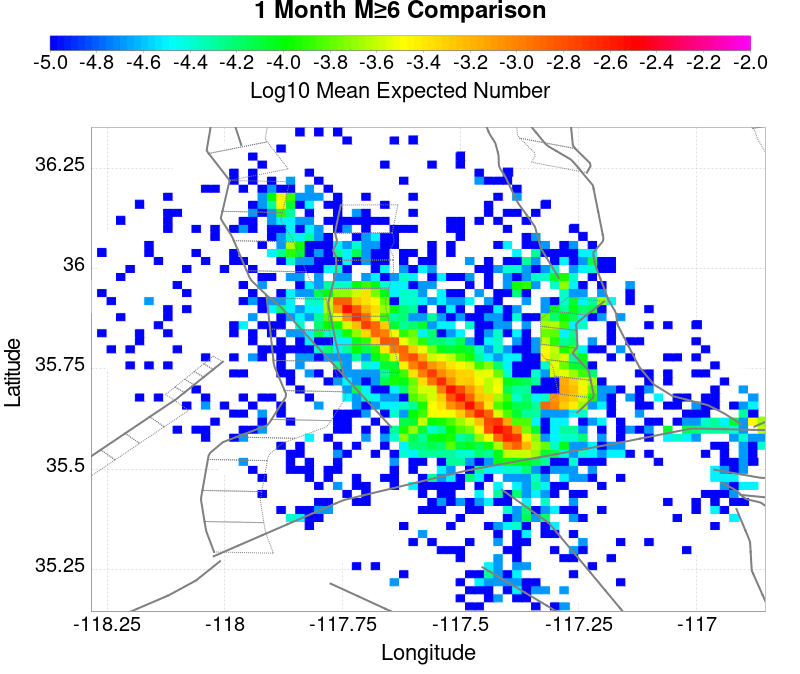 1 Month M≥6 Comparison
-5.0 -4.8 -4.6 -4.4 -4.2 -4.0 -3.8 -3.6 -3.4 -3.2 -3.0 -2.8 -2.6 -2.4 -2.2 -2.0
Log10 Mean Expected Number
36.25
36
35.75
35.5
35.25
Latitude
-118.25 -118 -117.75 -117.5 -117.25 -117
Longitude